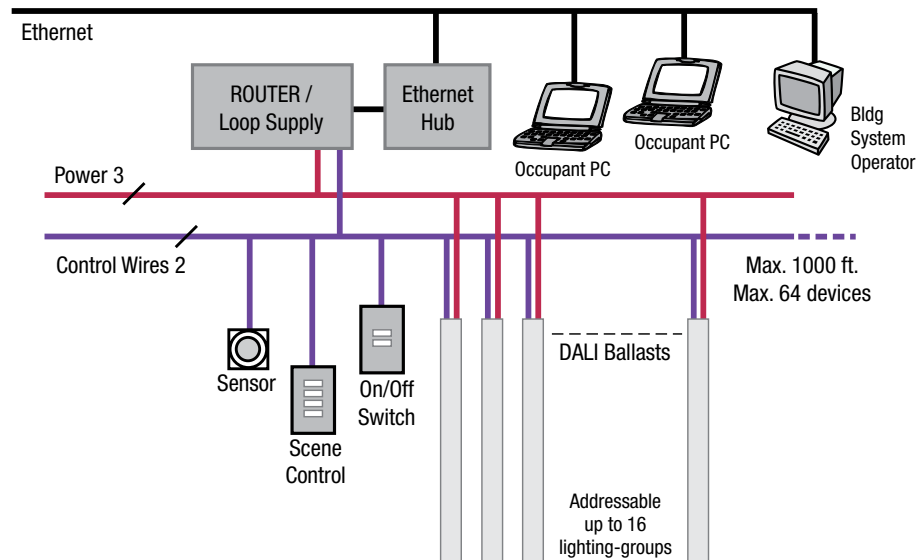 Ethernet
ROUTER /
Loop Supply
Ethernet
Hub
Occupant PC
Occupant PC
Bldg
System
Operator
Power 3
Control Wires 2
Max. 1000 ft.
Max. 64 devices
Sensor
Scene
Control
On/Off
Switch
DALI Ballasts
Addressable
up to 16
lighting-groups